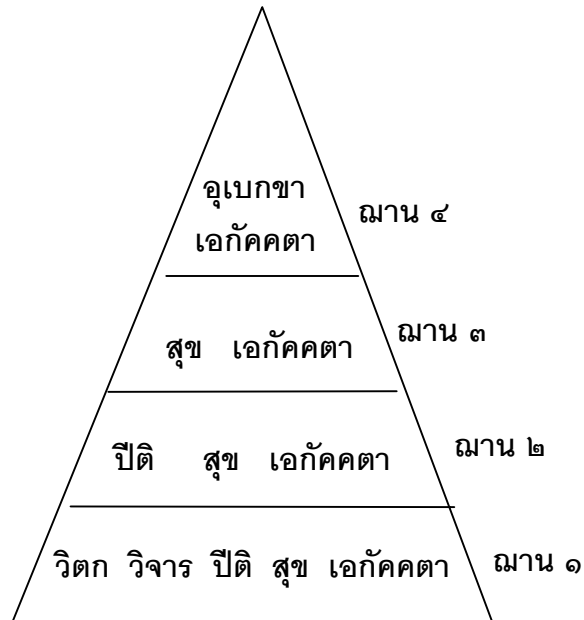 อุเบกขา
เอกัคคตา
ฌาน ๔
สุข เอกัคคตา
ฌาน ๓
ปีติ สุข เอกัคคตา
ฌาน ๒
วิตก วิจาร ปีติ สุข เอกัคคตา
ฌาน ๑